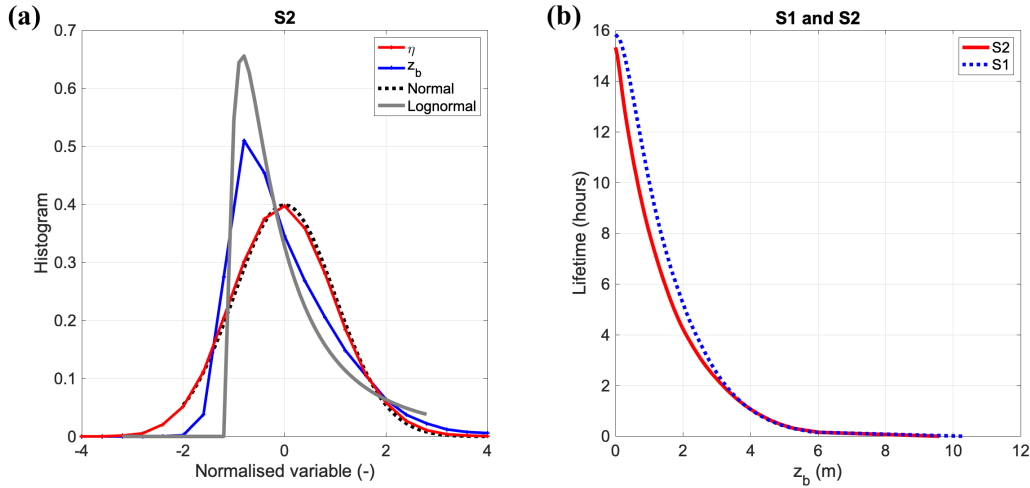 (a)
S2
0.7
0.6
0.5
0.4
0.3
0.2
0.1
0
Histogram
-4
-2
0
2
4
Normalised variable (-)
η
z_b
Normal
Lognormal
(b)
S1 and S2
16
14
12
10
8
6
4
2
0
Lifetime (hours)
0
2
4
6
8
10
12
z_b (m)
S2
S1